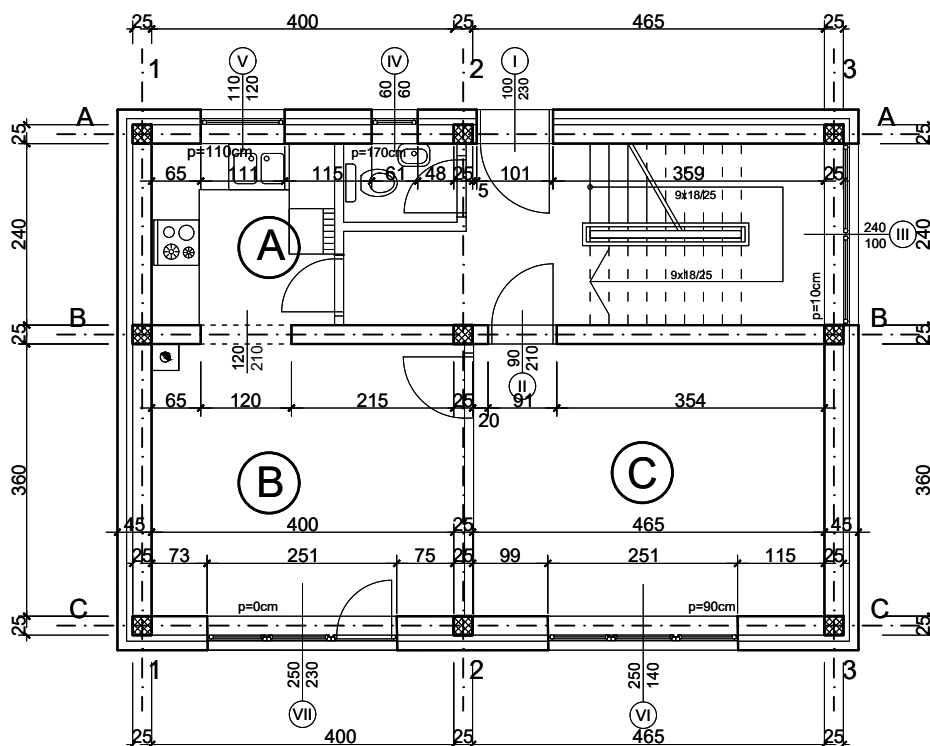 25 400 25 465 25
1 V IV I 2 3
110 120 60 60 100 230
A A
25 25
p=110cm p=170cm
65 111 115 61 48 25 101 359 25
5
9x18/25
240 A 240 100 III 240
9x18/25
p=10cm
B B
25 25
120 210 90 210
II
65 120 215 25 91 354
20
360 B C 360
45 400 25 465 45
25 73 251 75 25 99 251 115 25
p=0cm p=90cm
C C
25 25
1 250 230 2 250 140 3
VII VI
25 400 25 465 25